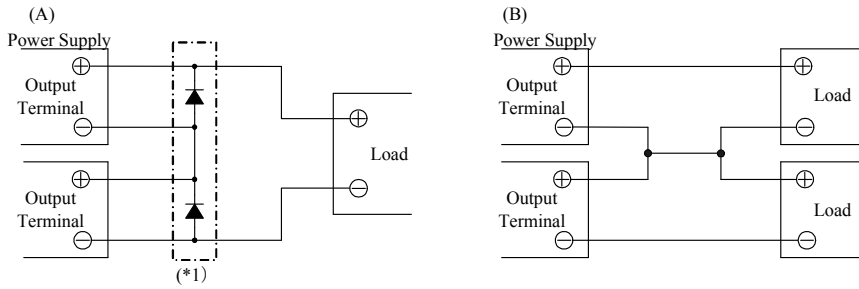 (A)
Power Supply
⊕
Output
Terminal
⊖
⊕
Output
Terminal
⊖
(*1)
⊕
Load
⊖
(B)
Power Supply
⊕
Output
Terminal
⊖
⊕
Output
Terminal
⊖
⊕
Load
⊖
⊕
Load
⊖